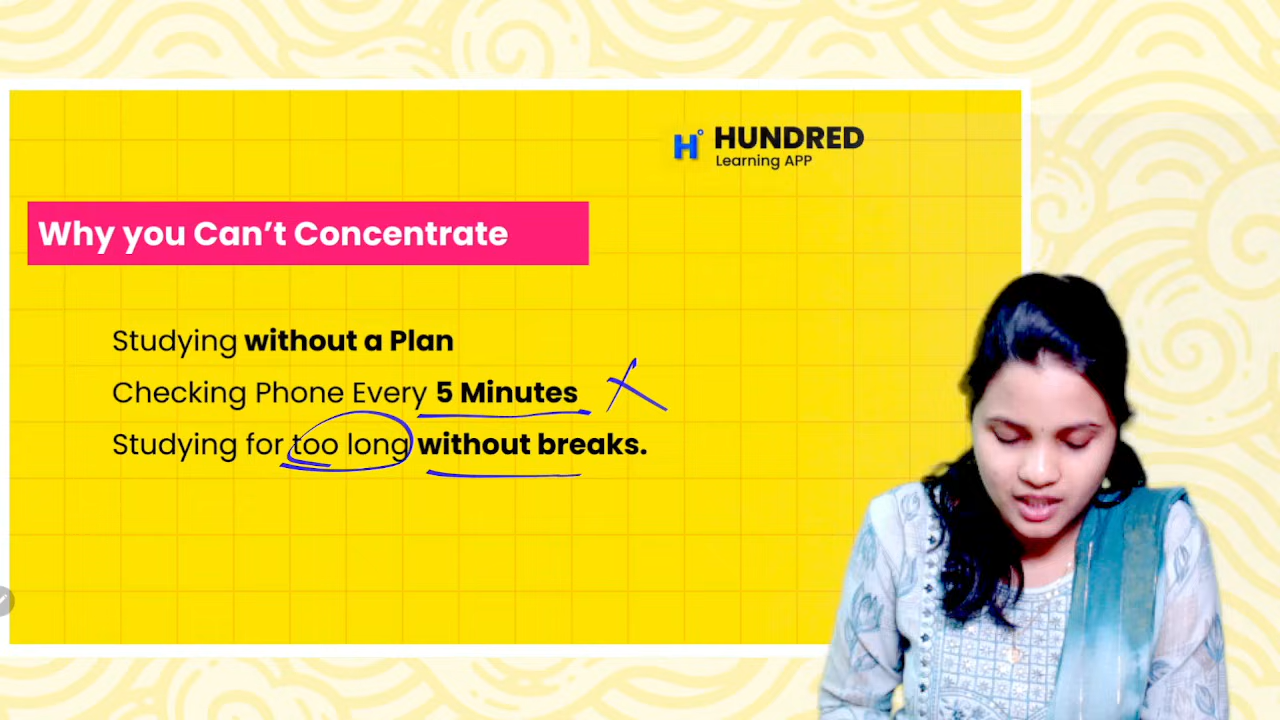 HUNDRED
Learning APP
Why you Can't Concentrate
Studying without a Plan
Checking Phone Every 5 Minutes
Studying for too long without breaks.